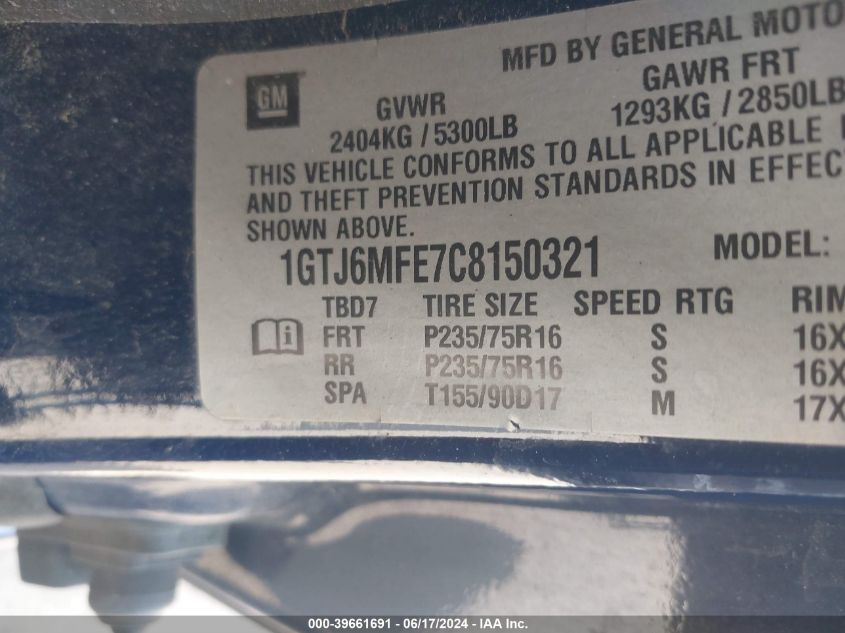 MFD BY GENERAL MOTO
GM
GVWR
GAWR FRT
2404KG / 5300LB
1293KG / 2850LB
THIS VEHICLE CONFORMS TO ALL APPLICABLE
AND THEFT PREVENTION STANDARDS IN EFFEC
SHOWN ABOVE.
1GTJ6MFE7C8150321
MODEL:
TBD7 TIRE SIZE SPEED RTG RIM
FRT P235/75R16 S 16X
RR P235/75R16 S 16X
SPA T155/90D17 M 17X
000-39661691 - 06/17/2024 - IAA Inc.